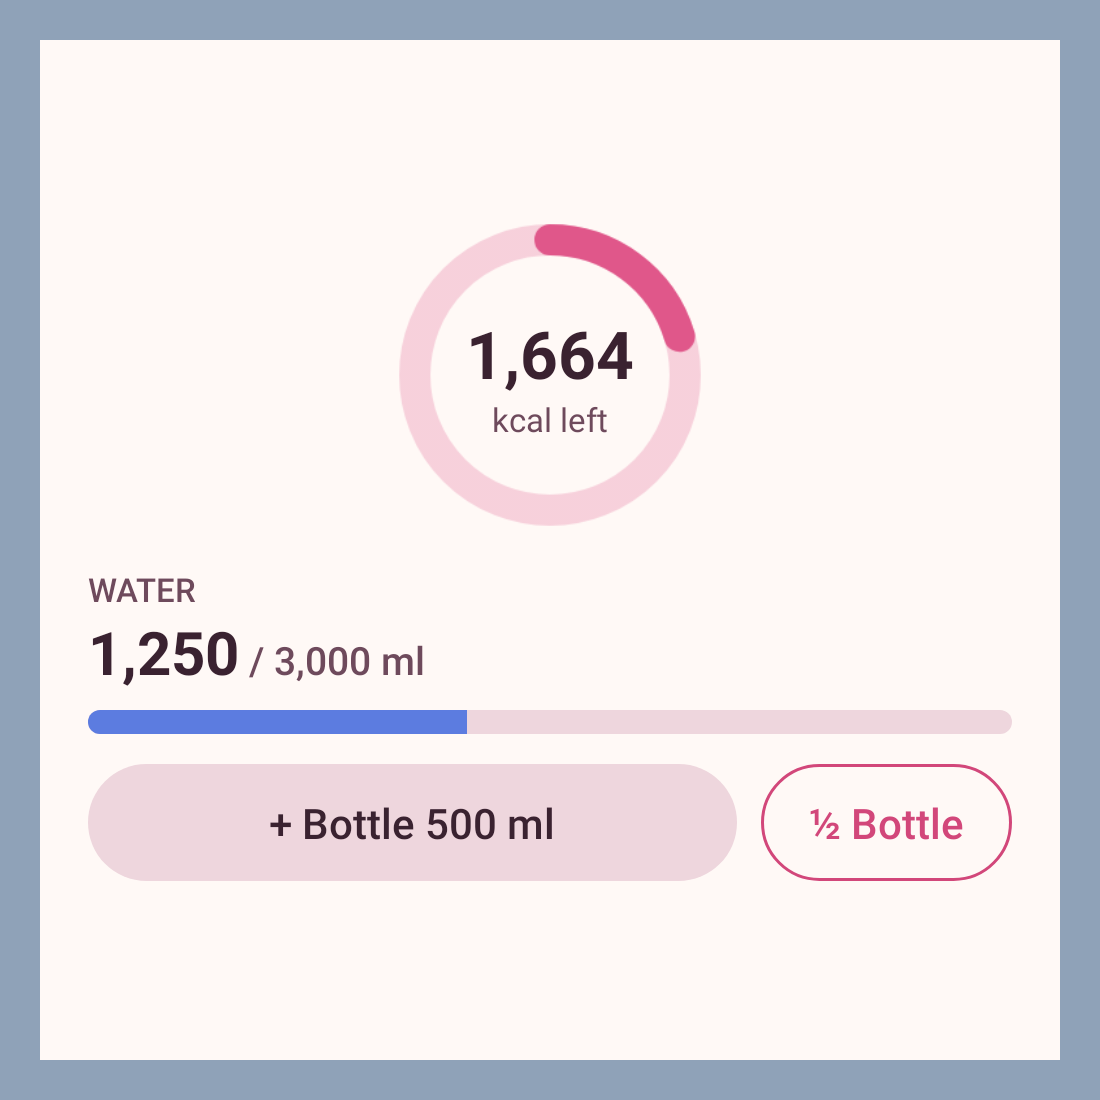 1,664
kcal left
WATER
1,250 / 3,000 ml
+ Bottle 500 ml
½ Bottle